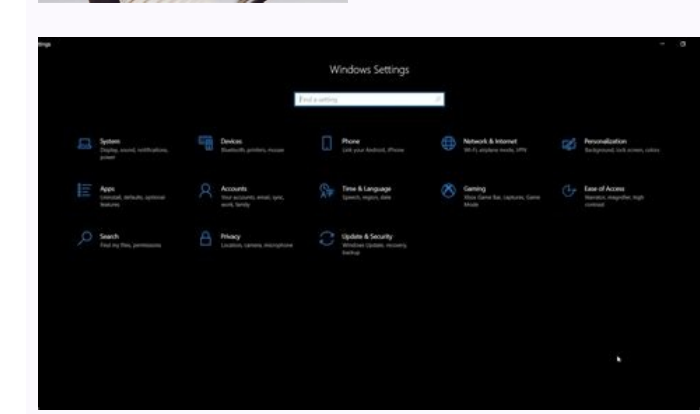 tings
Windows Settings
Find a setting
System
Display, sound, notifications,
power
Devices
Bluetooth, printers, mouse
Phone
Link your Android, iPhone
Network & Internet
Wi-Fi, airplane mode, VPN
Personalization
Background, lock screen, colors
Apps
Uninstall, defaults, optional
features
Accounts
Your accounts, email, sync,
work, family
Time & Language
Speech, region, date
Gaming
Xbox Game Bar, captures, Game
Mode
Ease of Access
Narrator, magnifier, high
contrast
Search
Find my files, permissions
Privacy
Location, camera, microphone
Update & Security
Windows Update, recovery,
backup